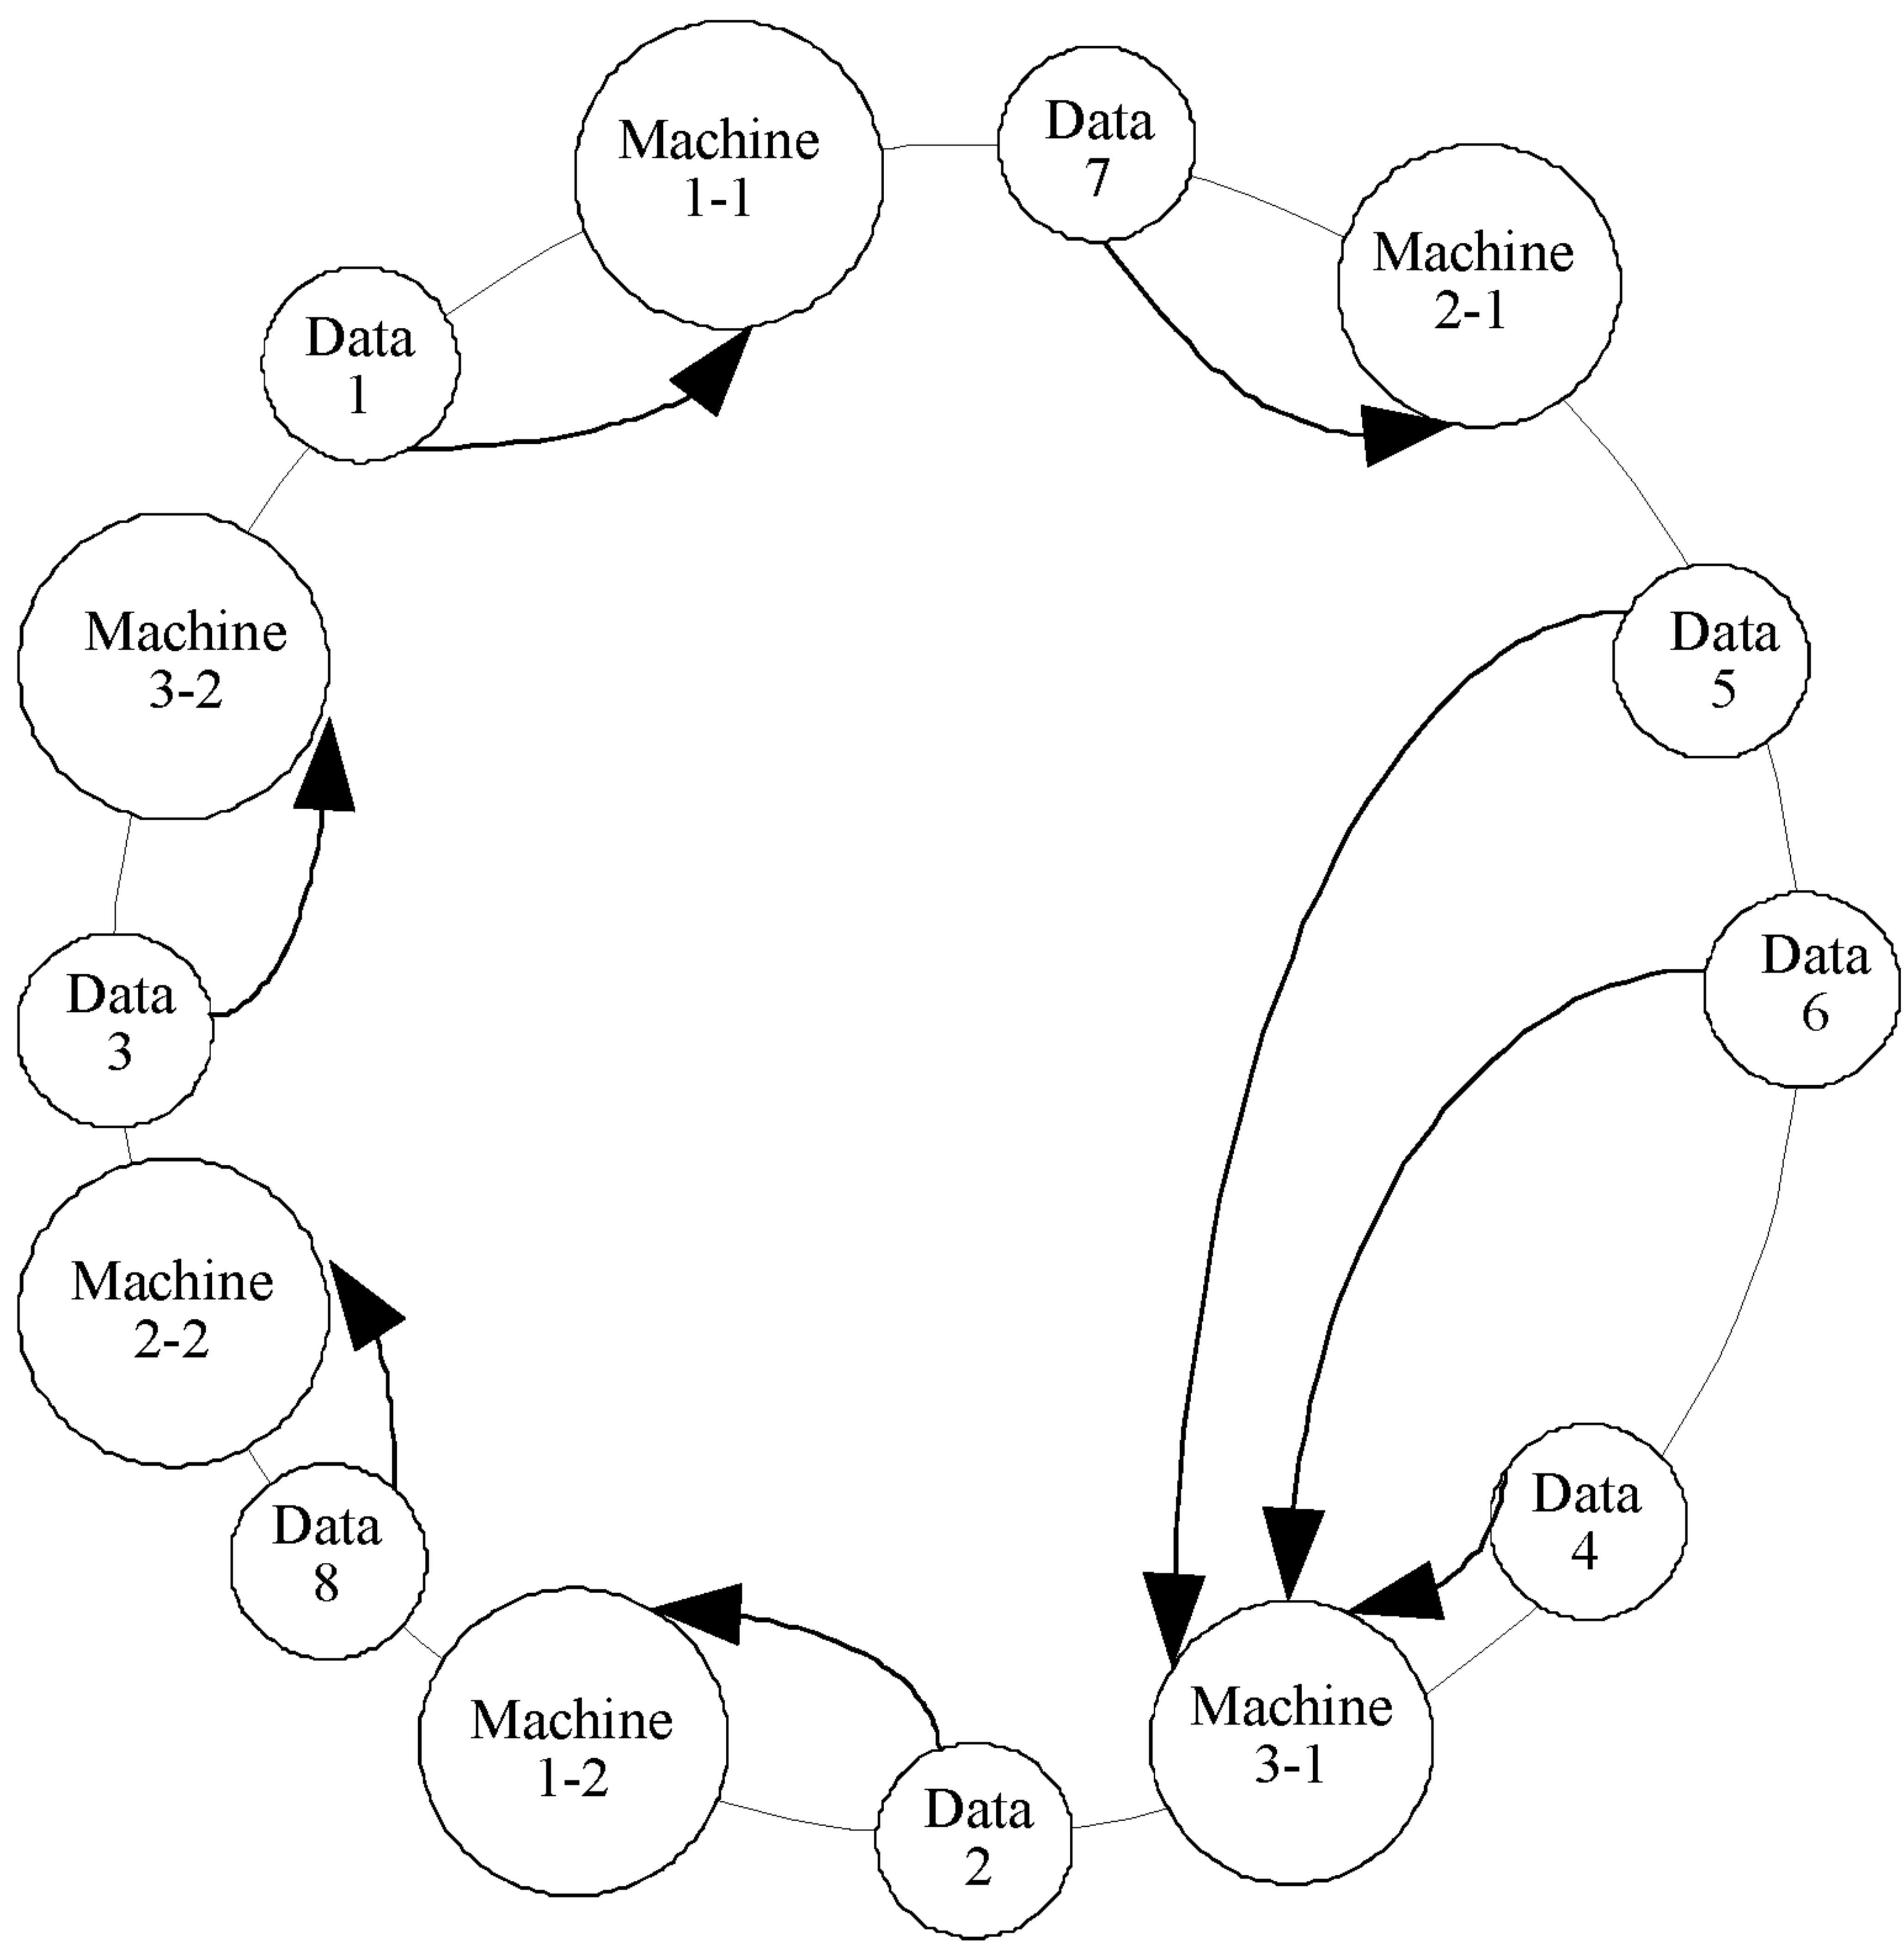 Machine
1-1
Data
7
Machine
2-1
Data
1
Data
5
Machine
3-2
Data
6
Data
3
Machine
2-2
Data
4
Data
8
Machine
3-1
Machine
1-2
Data
2